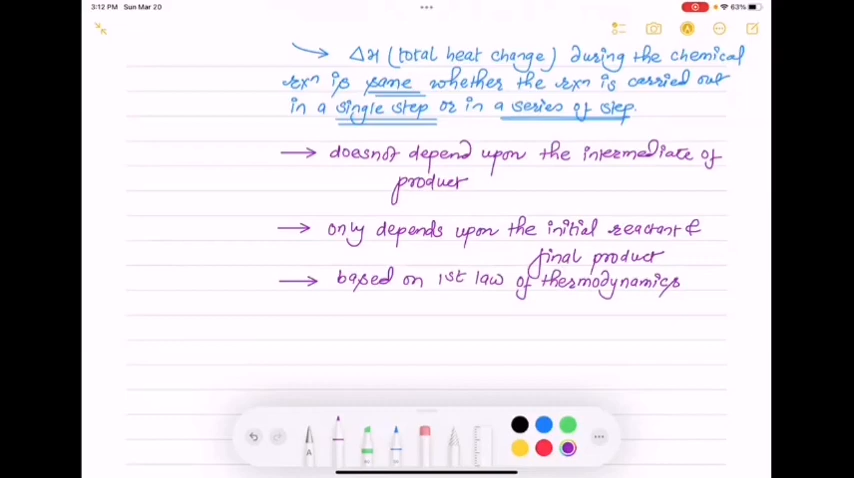 3:12 PM Sun Mar 20
63%
ΔH (total heat change) during the chemical
rxn is same whether the rxn is carried out
in a single step or in a series of step.
→ doesnot depend upon the intermediate of
product
→ only depends upon the initial reactant &
final product
→ based on 1st law of thermodynamics
A